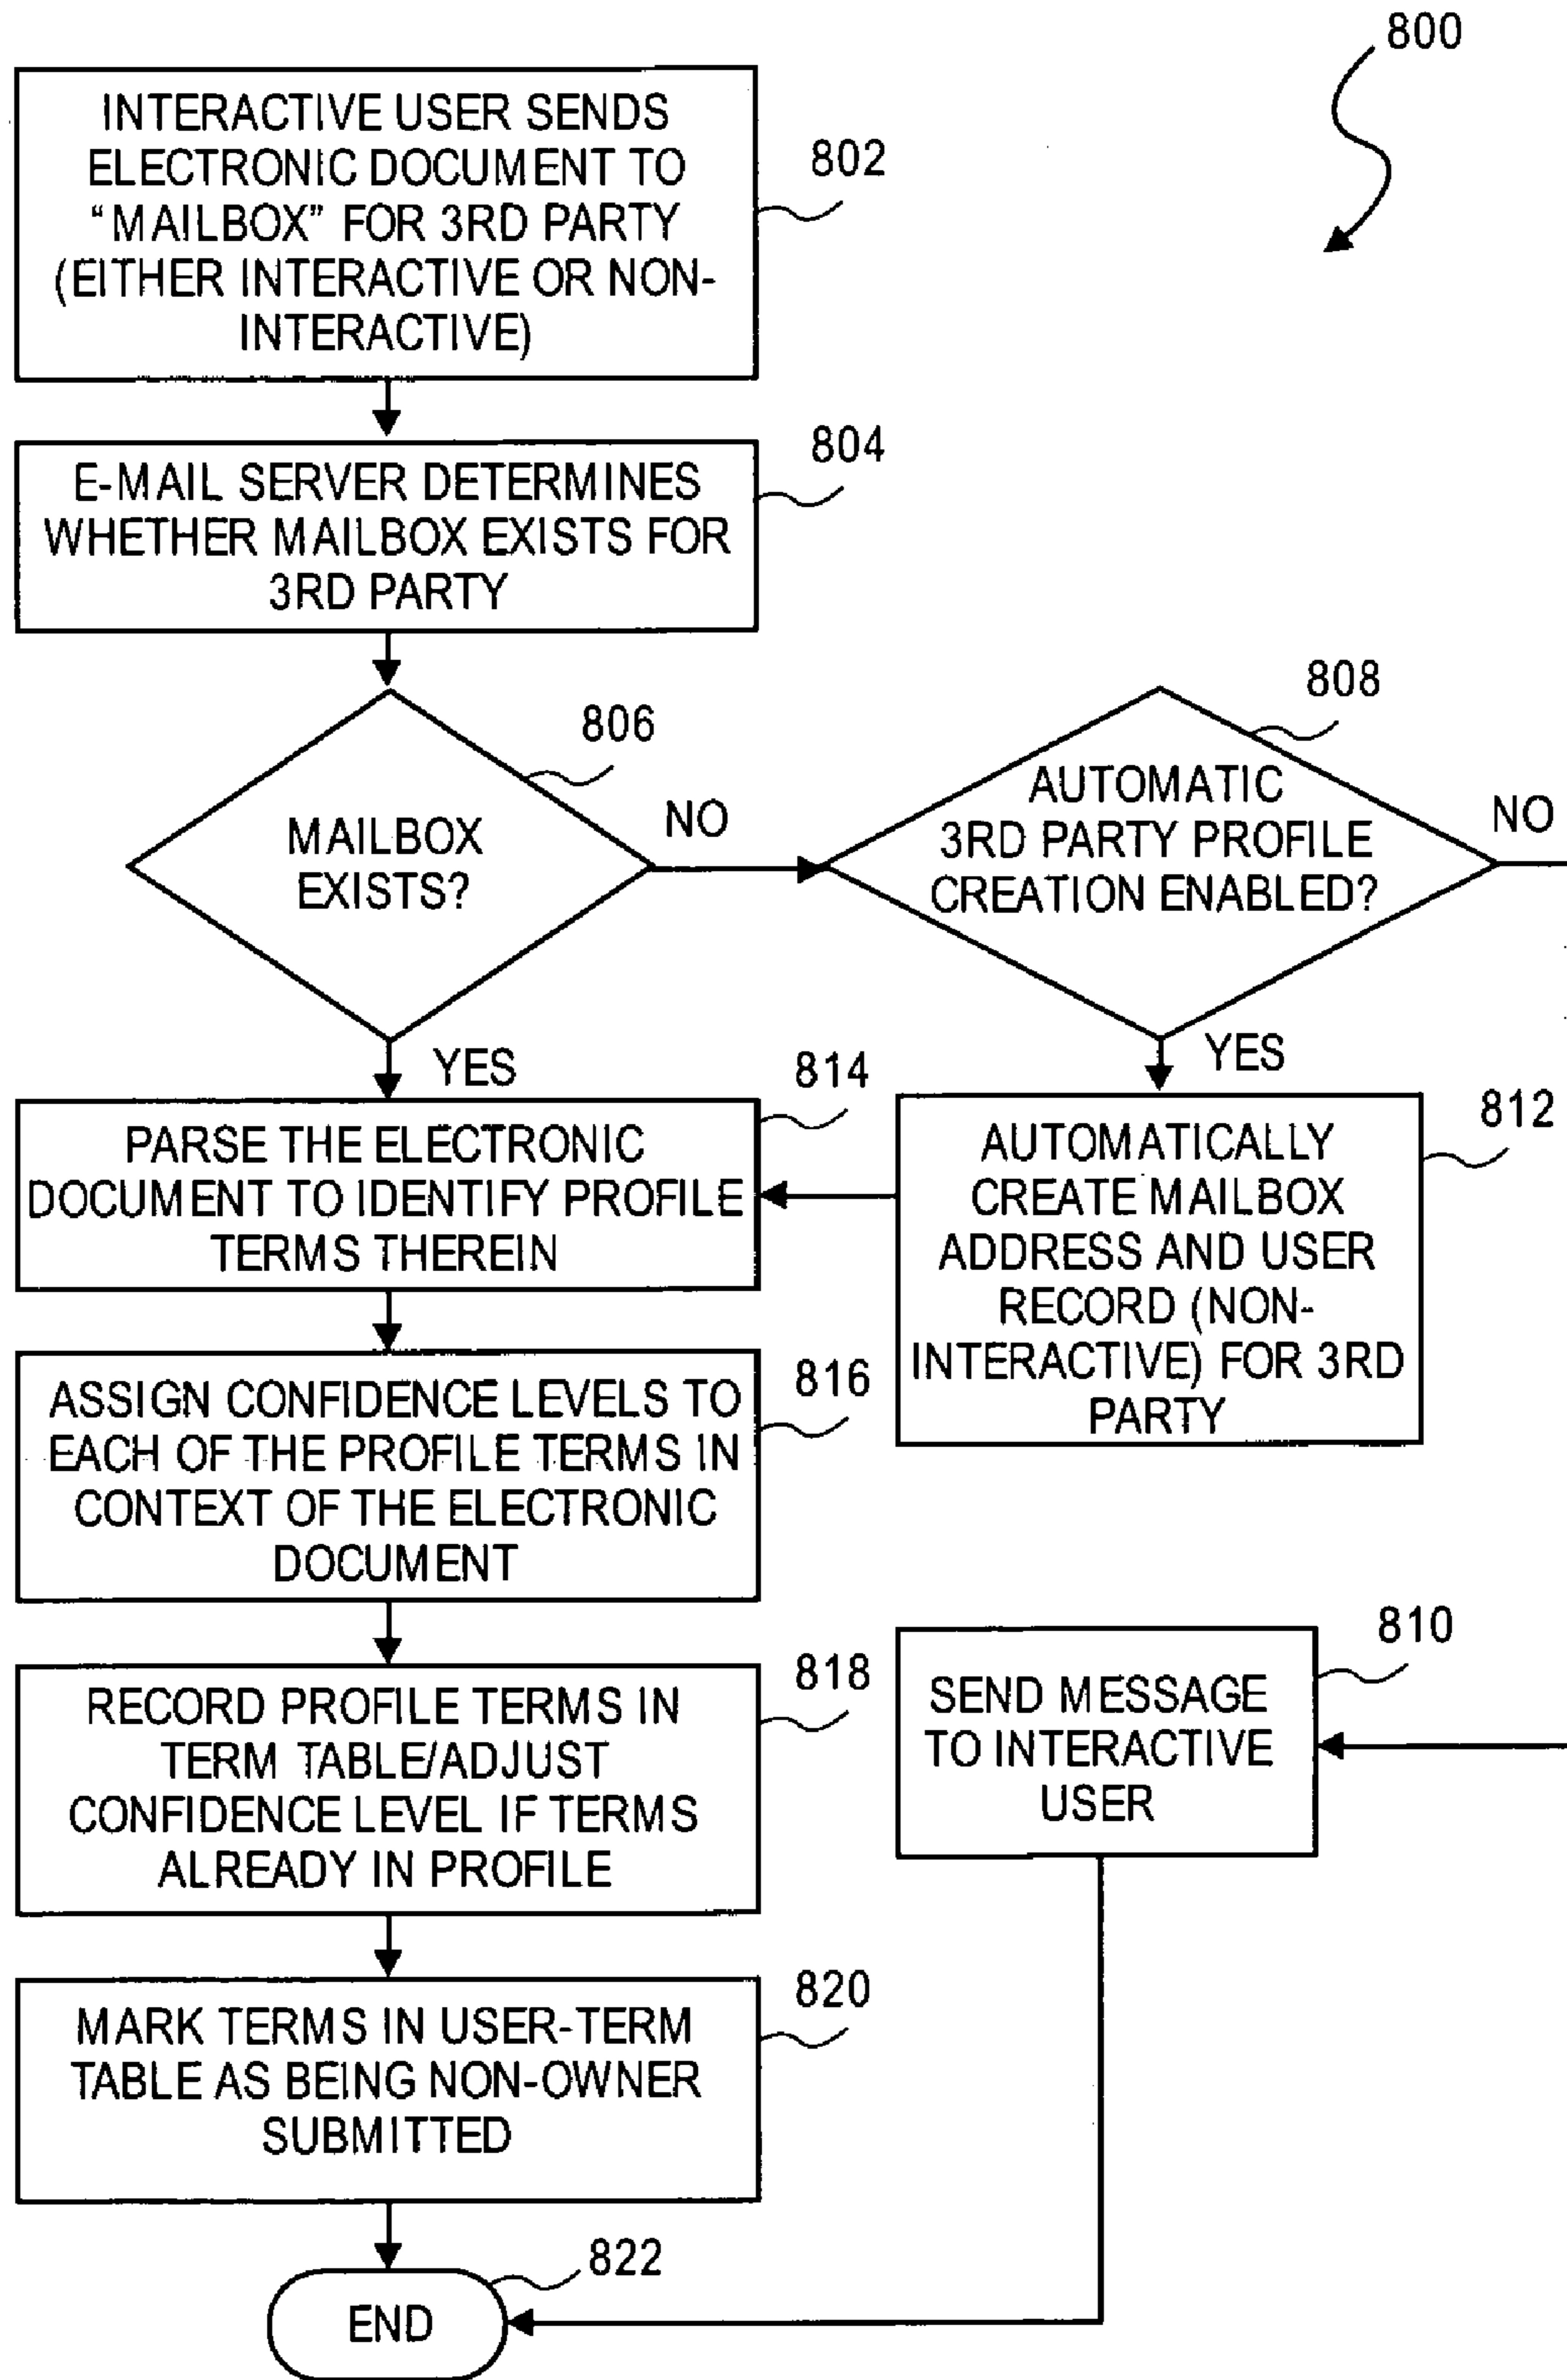 800
INTERACTIVE USER SENDS
ELECTRONIC DOCUMENT TO
“MAILBOX” FOR 3RD PARTY
(EITHER INTERACTIVE OR NON-
INTERACTIVE)
802
E-MAIL SERVER DETERMINES
WHETHER MAILBOX EXISTS FOR
3RD PARTY
804
MAILBOX
EXISTS?
806
NO
YES
AUTOMATIC
3RD PARTY PROFILE
CREATION ENABLED?
808
NO
YES
AUTOMATICALLY
CREATE MAILBOX
ADDRESS AND USER
RECORD (NON-
INTERACTIVE) FOR 3RD
PARTY
812
PARSE THE ELECTRONIC
DOCUMENT TO IDENTIFY PROFILE
TERMS THEREIN
814
ASSIGN CONFIDENCE LEVELS TO
EACH OF THE PROFILE TERMS IN
CONTEXT OF THE ELECTRONIC
DOCUMENT
816
RECORD PROFILE TERMS IN
TERM TABLE/ADJUST
CONFIDENCE LEVEL IF TERMS
ALREADY IN PROFILE
818
SEND MESSAGE
TO INTERACTIVE
USER
810
MARK TERMS IN USER-TERM
TABLE AS BEING NON-OWNER
SUBMITTED
820
END
822